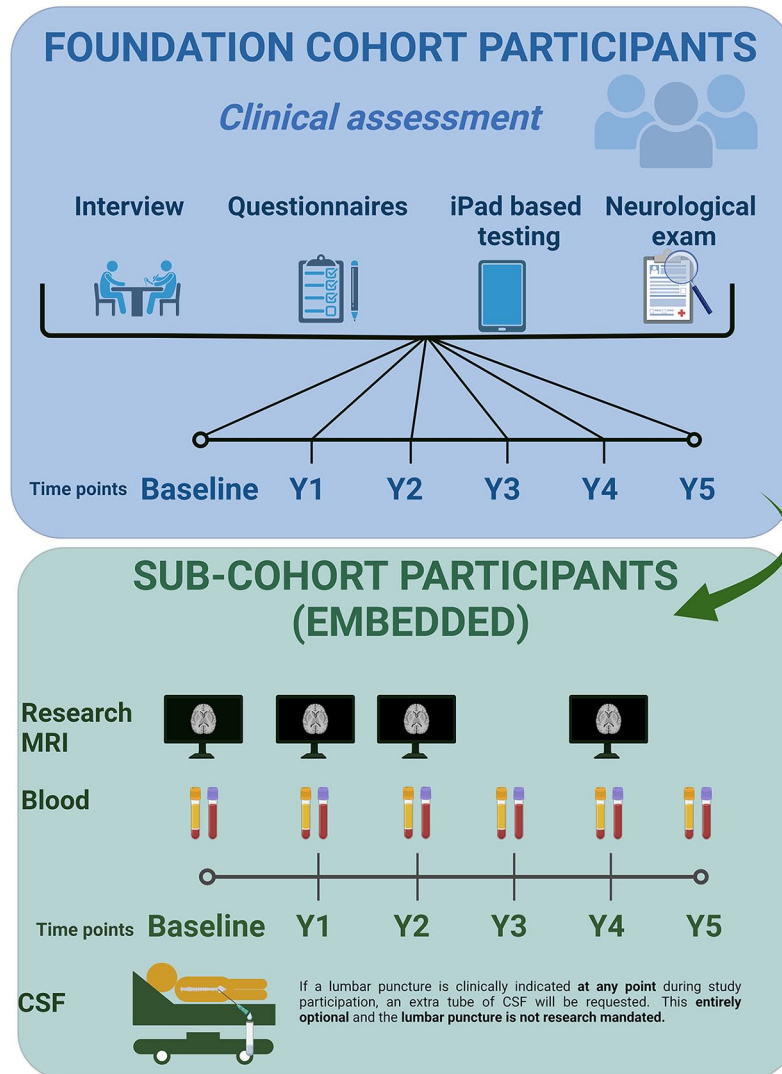 FOUNDATION COHORT PARTICIPANTS
Clinical assessment
Interview
Questionnaires
iPad based
testing
Neurological
exam
Time points Baseline Y1 Y2 Y3 Y4 Y5
SUB-COHORT PARTICIPANTS
(EMBEDDED)
Research
MRI
Blood
Time points Baseline Y1 Y2 Y3 Y4 Y5
CSF
If a lumbar puncture is clinically indicated at any point during study
participation, an extra tube of CSF will be requested. This entirely
optional and the lumbar puncture is not research mandated.